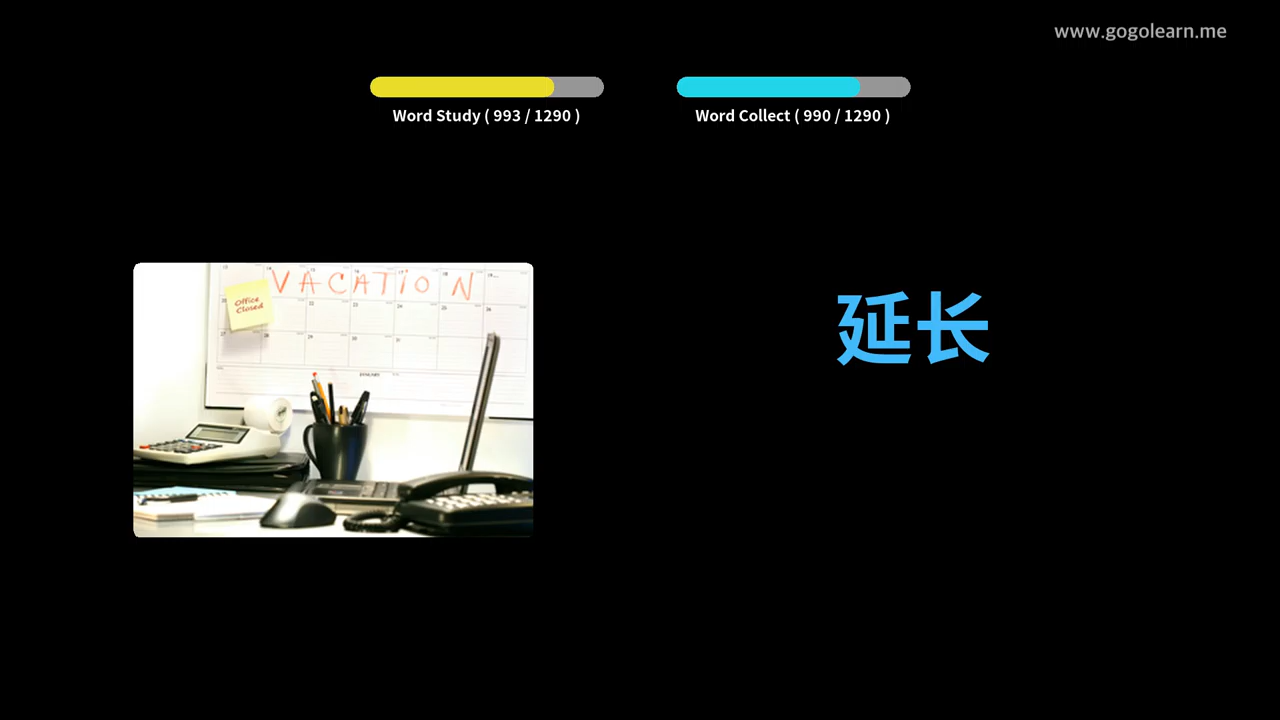 www.gogolearn.me
Word Study ( 993 / 1290 )
Word Collect ( 990 / 1290 )
VACATION
Office
Closed
延长